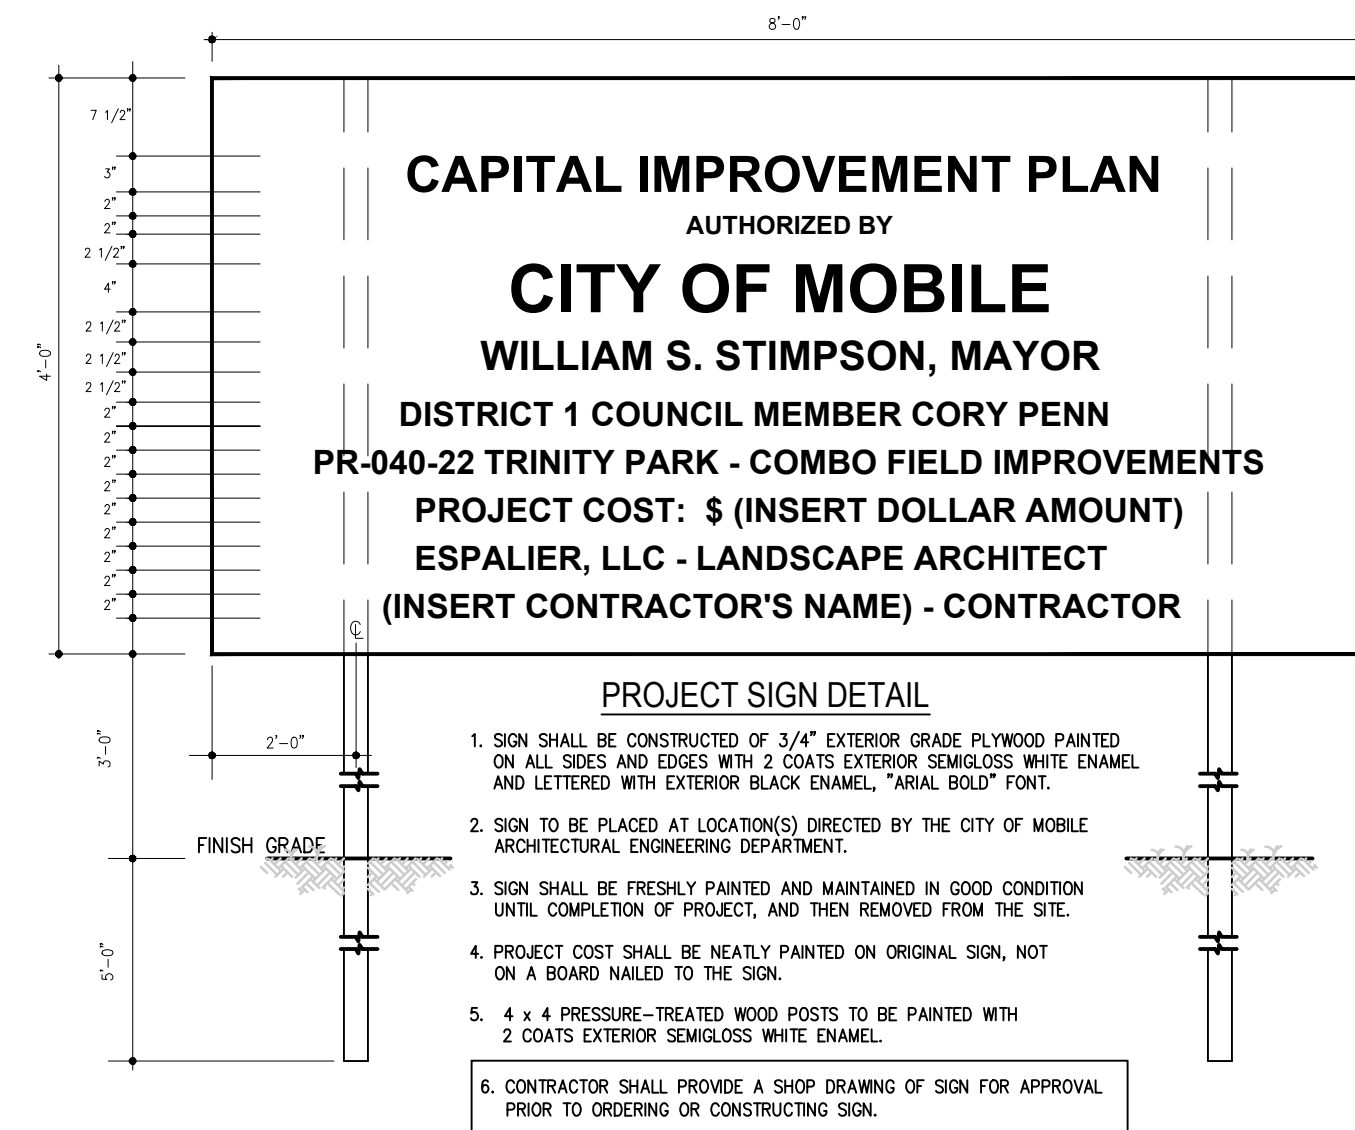 8'-0"
7 1/2"
3"
2"
2"
2 1/2"
4"
2 1/2"
2 1/2"
2 1/2"
2"
2"
2"
2"
2"
2"
2"
2"
2"
4'-0"
CAPITAL IMPROVEMENT PLAN
AUTHORIZED BY
CITY OF MOBILE
WILLIAM S. STIMPSON, MAYOR
DISTRICT 1 COUNCIL MEMBER CORY PENN
PR-040-22 TRINITY PARK - COMBO FIELD IMPROVEMENTS
PROJECT COST: $ (INSERT DOLLAR AMOUNT)
ESPALIER, LLC - LANDSCAPE ARCHITECT
(INSERT CONTRACTOR'S NAME) - CONTRACTOR
℄
PROJECT SIGN DETAIL
3'-0"
2'-0"
FINISH GRADE
5'-0"
1. SIGN SHALL BE CONSTRUCTED OF 3/4" EXTERIOR GRADE PLYWOOD PAINTED
ON ALL SIDES AND EDGES WITH 2 COATS EXTERIOR SEMIGLOSS WHITE ENAMEL
AND LETTERED WITH EXTERIOR BLACK ENAMEL, "ARIAL BOLD" FONT.
2. SIGN TO BE PLACED AT LOCATION(S) DIRECTED BY THE CITY OF MOBILE
ARCHITECTURAL ENGINEERING DEPARTMENT.
3. SIGN SHALL BE FRESHLY PAINTED AND MAINTAINED IN GOOD CONDITION
UNTIL COMPLETION OF PROJECT, AND THEN REMOVED FROM THE SITE.
4. PROJECT COST SHALL BE NEATLY PAINTED ON ORIGINAL SIGN, NOT
ON A BOARD NAILED TO THE SIGN.
5. 4 x 4 PRESSURE-TREATED WOOD POSTS TO BE PAINTED WITH
2 COATS EXTERIOR SEMIGLOSS WHITE ENAMEL.
6. CONTRACTOR SHALL PROVIDE A SHOP DRAWING OF SIGN FOR APPROVAL
PRIOR TO ORDERING OR CONSTRUCTING SIGN.